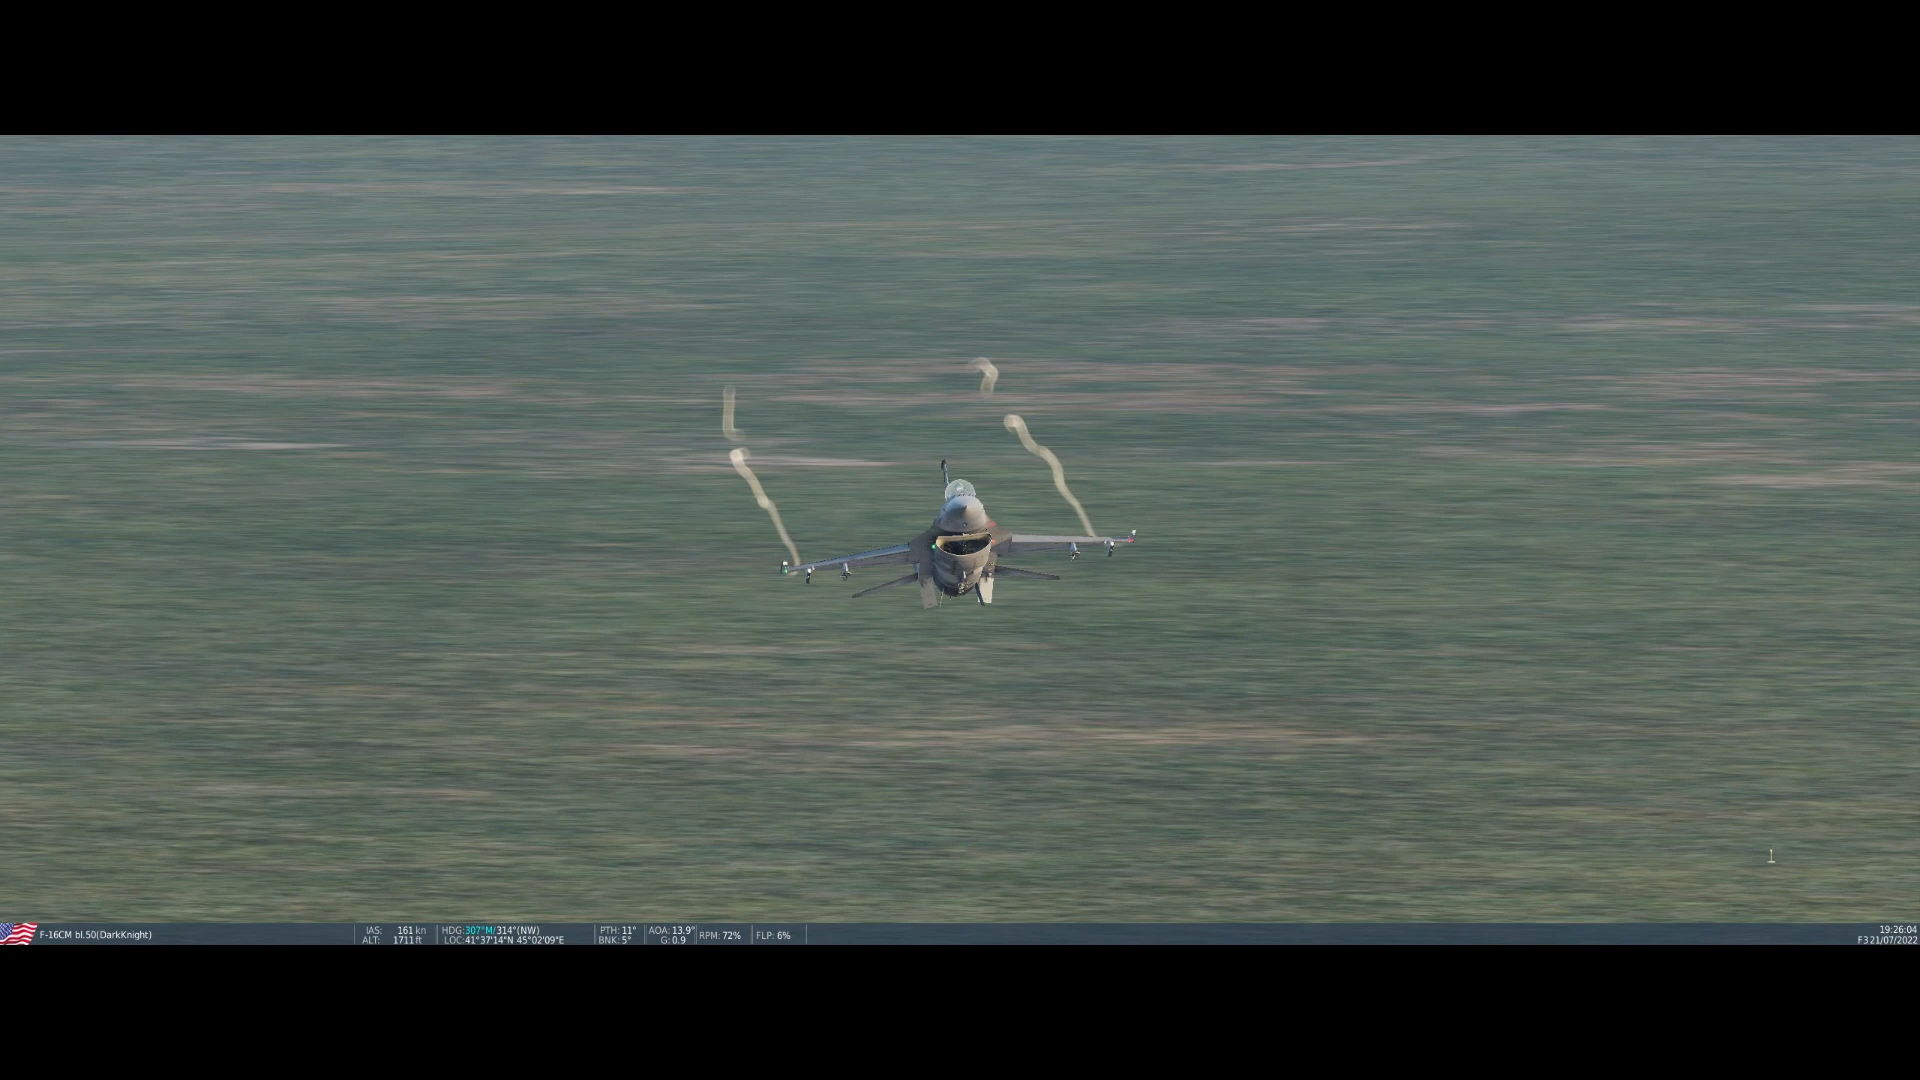 F-16CM bl.50(DarkKnight)
IAS: 161 kn
ALT: 1711 ft
HDG:307°M/314°(NW)
LOC:41°37'14"N 45°02'09"E
PTH: 11°
BNK: 5°
AOA: 13.9°
G: 0.9
RPM: 72%
FLP: 6%
19:26:04
F3 21/07/2022